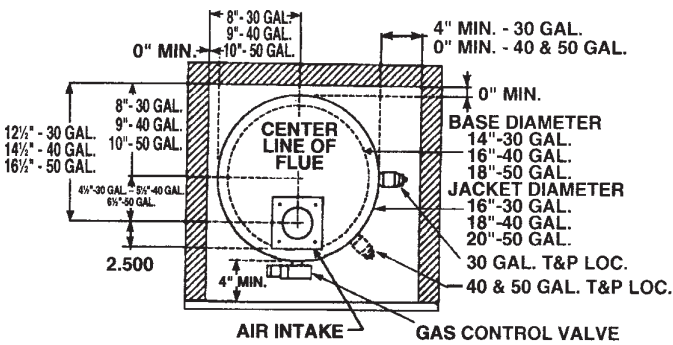 8"- 30 GAL.
9"- 40 GAL.
10"- 50 GAL.
0" MIN.
4" MIN. - 30 GAL.
0" MIN. - 40 & 50 GAL.
0" MIN.
8"- 30 GAL.
9"- 40 GAL.
10"- 50 GAL.
12½" - 30 GAL.
14½" - 40 GAL.
16½" - 50 GAL.
CENTER
LINE OF
FLUE
BASE DIAMETER
14"-30 GAL.
16"-40 GAL.
18"-50 GAL.
JACKET DIAMETER
16"-30 GAL.
18"-40 GAL.
20"-50 GAL.
4½"-30 GAL. - 5½"-40 GAL.
6½"-50 GAL.
2.500
4" MIN.
30 GAL. T&P LOC.
40 & 50 GAL. T&P LOC.
AIR INTAKE
GAS CONTROL VALVE